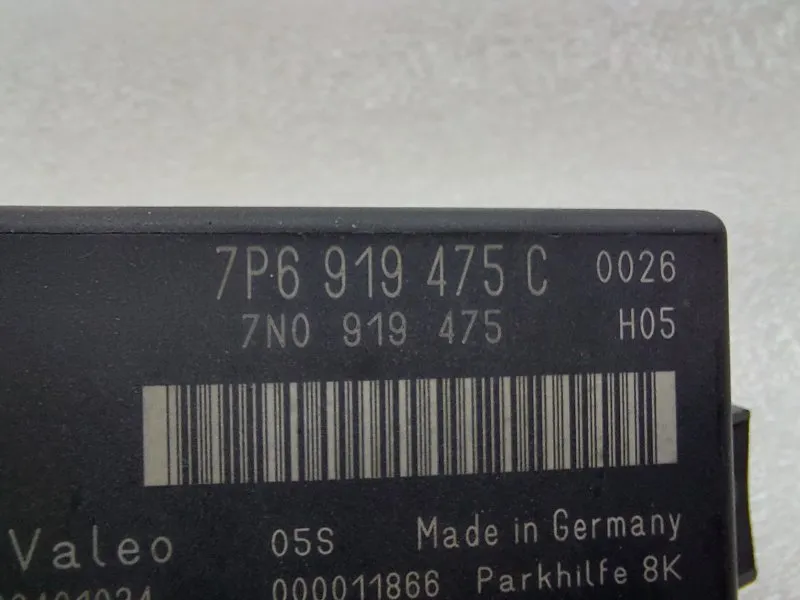 7P6 919 475 C 0026
7N0 919 475 H05
Valeo 05S Made in Germany
000011866 Parkhilfe 8K